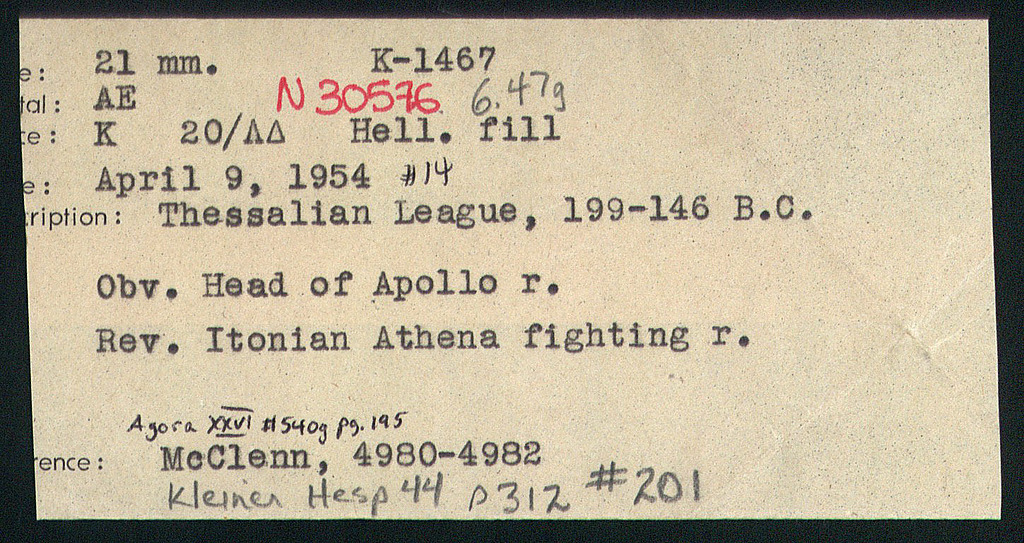 e: 21 mm. K-1467
tal: AE N 30576 6.47g
te: K 20/ΛΔ Hell. fill
e: April 9, 1954 #14
ription: Thessalian League, 199-146 B.C.
Obv. Head of Apollo r.
Rev. Itonian Athena fighting r.
Agora XXVI #540g pg. 195
rence: McClenn, 4980-4982
Kleiner Hesp 44 p 312 #201